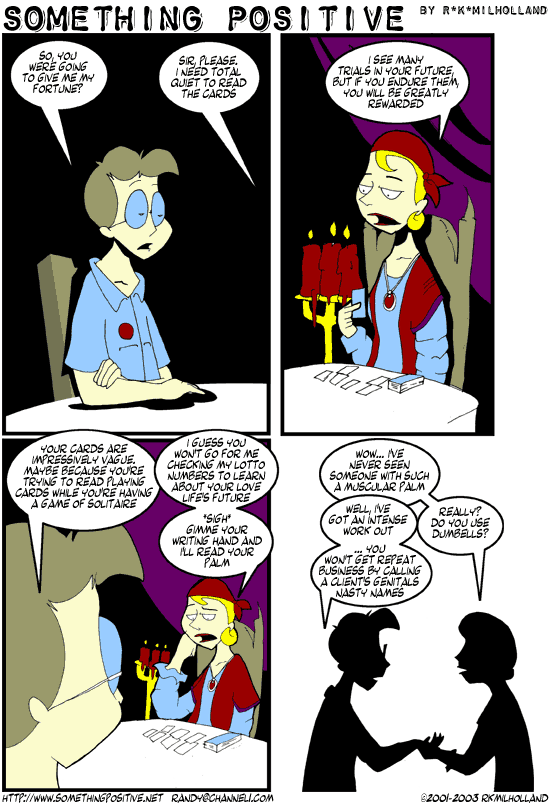 SOMETHING POSITIVE BY R*K*MILHOLLAND
SO, YOU
WERE GOING
TO GIVE ME MY
FORTUNE?
SIR, PLEASE.
I NEED TOTAL
QUIET TO READ
THE CARDS
I SEE MANY
TRIALS IN YOUR FUTURE,
BUT IF YOU ENDURE THEM,
YOU WILL BE GREATLY
REWARDED
YOUR CARDS ARE
IMPRESSIVELY VAGUE.
MAYBE BECAUSE YOU'RE
TRYING TO READ PLAYING
CARDS WHILE YOU'RE HAVING
A GAME OF SOLITAIRE
I GUESS YOU
WON'T GO FOR ME
CHECKING MY LOTTO
NUMBERS TO LEARN
ABOUT YOUR LOVE
LIFE'S FUTURE
*SIGH*
GIMME YOUR
WRITING HAND AND
I'LL READ YOUR
PALM
WOW... I'VE
NEVER SEEN
SOMEONE WITH SUCH
A MUSCULAR PALM
WELL, I'VE
GOT AN INTENSE
WORK OUT
REALLY?
DO YOU USE
DUMBELLS?
... YOU
WON'T GET REPEAT
BUSINESS BY CALLING
A CLIENT'S GENITALS
NASTY NAMES
HTTP://WWW.SOMETHINGPOSITIVE.NET RANDY@CHANNEL1.COM ©2001-2003 RKMILHOLLAND